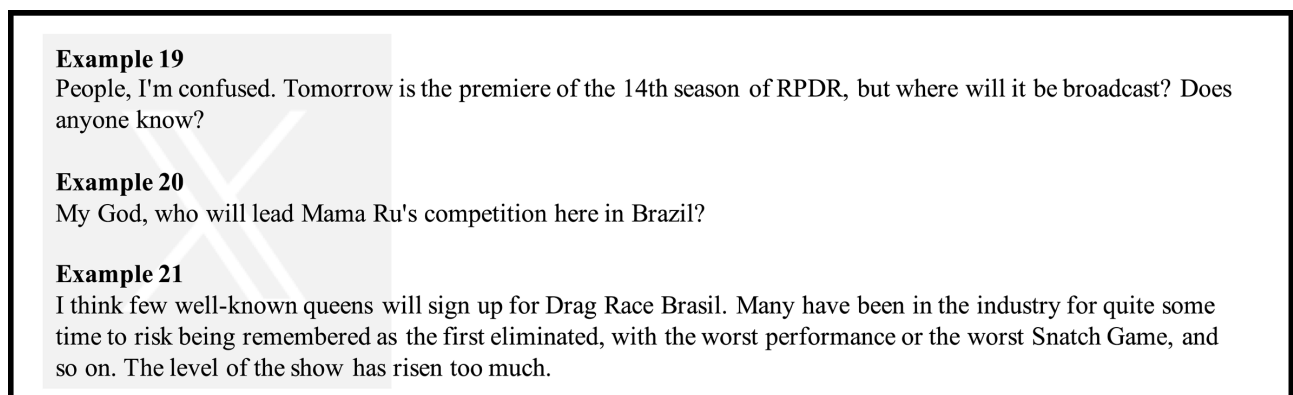 Example 19
People, I'm confused. Tomorrow is the premiere of the 14th season of RPDR, but where will it be broadcast? Does
anyone know?
Example 20
My God, who will lead Mama Ru's competition here in Brazil?
Example 21
I think few well-known queens will sign up for Drag Race Brasil. Many have been in the industry for quite some
time to risk being remembered as the first eliminated, with the worst performance or the worst Snatch Game, and
so on. The level of the show has risen too much.